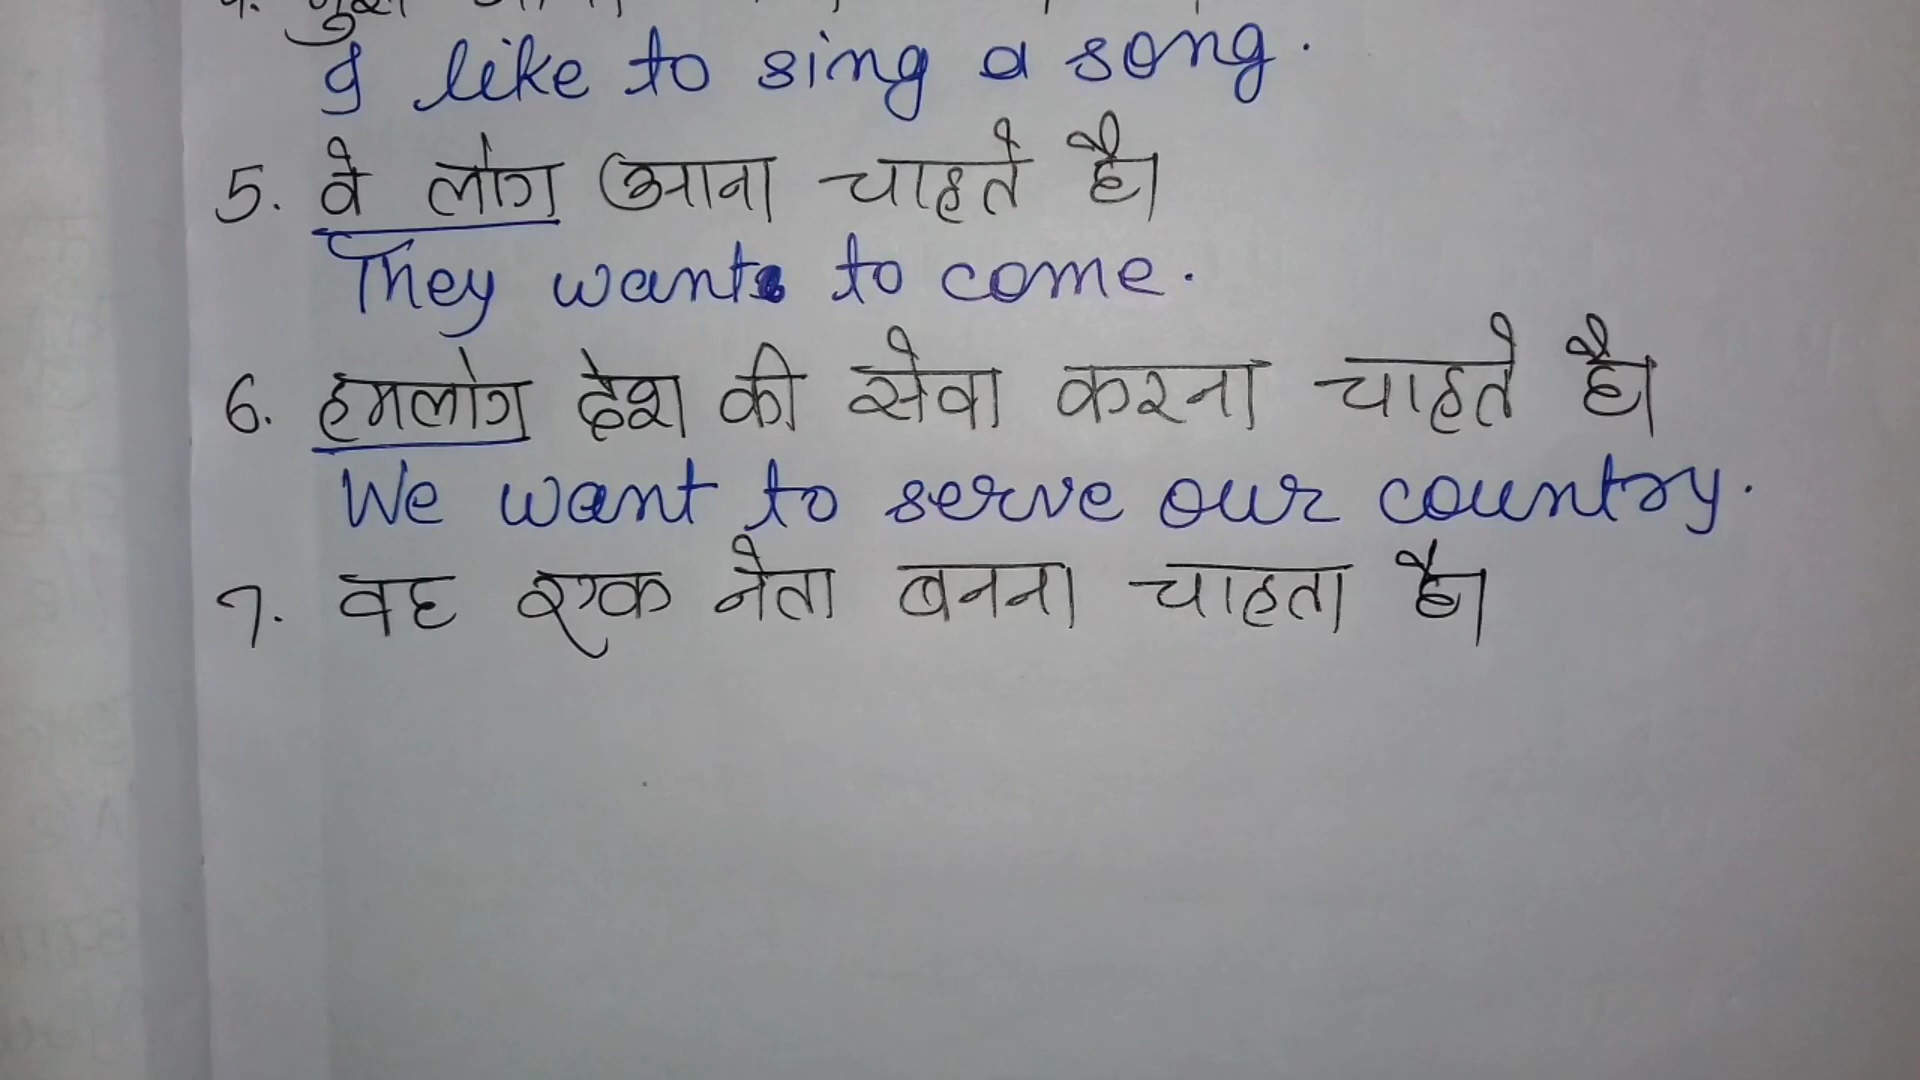 I like to sing a song.
5. वे लोग आना चाहते है।
They want to come.
6. हमलोग देश की सेवा करना चाहते है।
We want to serve our country.
7. वह एक नेता बनना चाहता है।